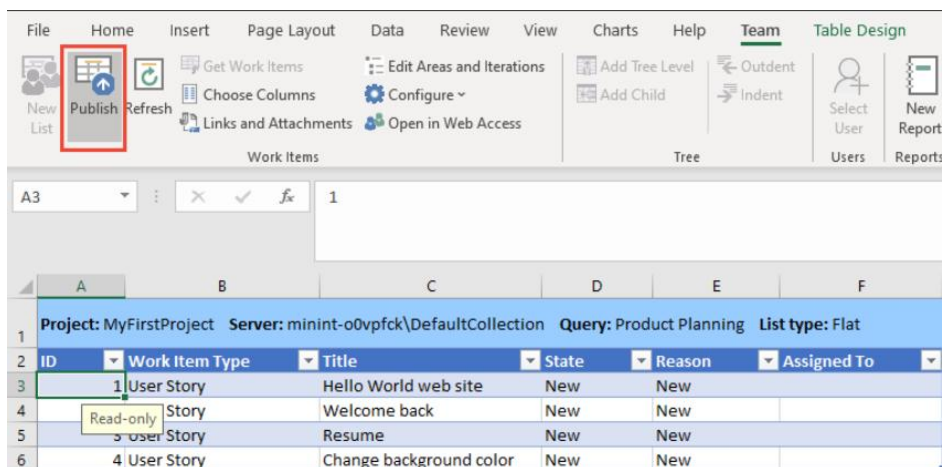 File Home Insert Page Layout Data Review View Charts Help Team Table Design
New List
Publish
Refresh
Get Work Items
Choose Columns
Links and Attachments
Edit Areas and Iterations
Configure
Open in Web Access
Work Items
Add Tree Level
Add Child
Outdent
Indent
Tree
Select User
Users
New Report
Reports
A3 fx 1
A B C D E F
1 Project: MyFirstProject Server: minint-o0vpfck\DefaultCollection Query: Product Planning List type: Flat
2 ID Work Item Type Title State Reason Assigned To
3 1 User Story Hello World web site New New
4 Story Welcome back New New
Read-only
5 3 User Story Resume New New
6 4 User Story Change background color New New